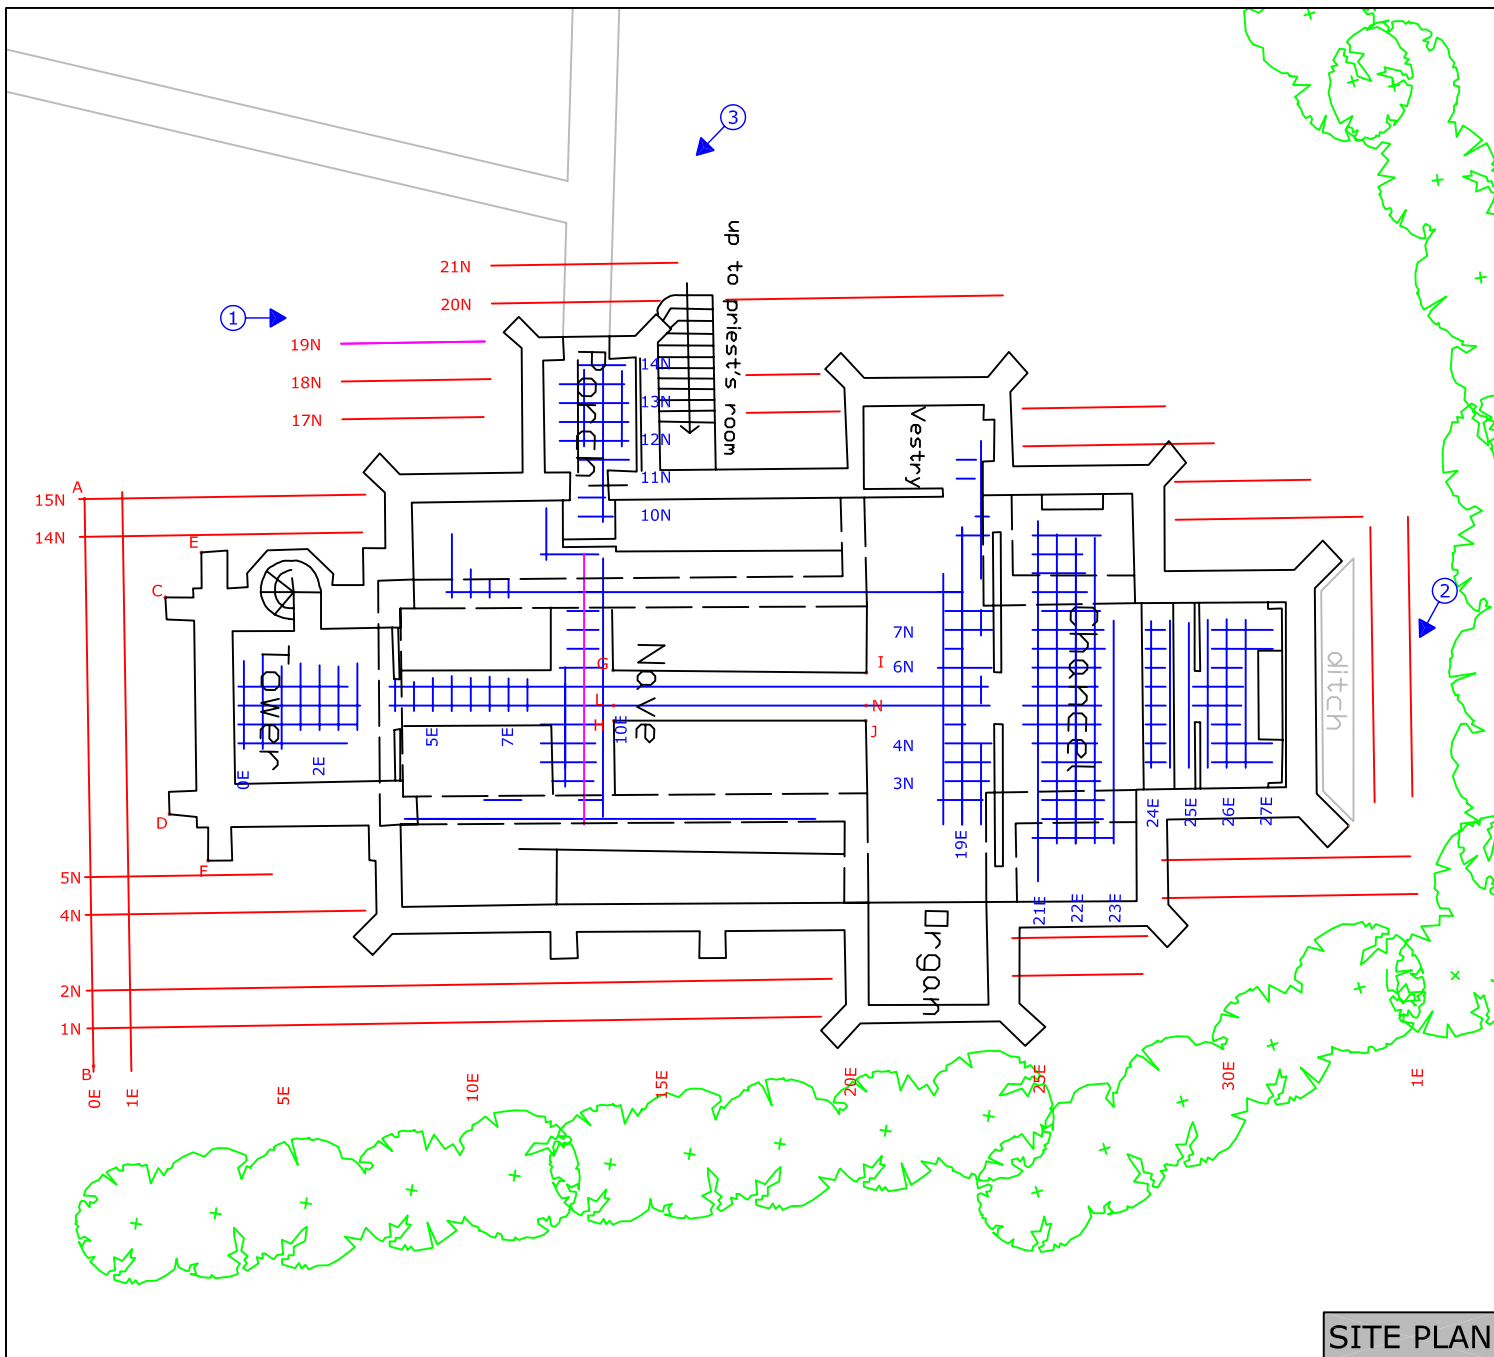 3
up to priest's room
21N
20N
1
19N
18N
17N
Porch
14N
13N
12N
11N
10N
Vestry
A
15N
14N
E
C
2
7N
6N
I
G
Nave
Chancel
Tower
ditch
L
N
H
10E
J
5E
7E
4N
3N
0E
2E
24E
25E
26E
27E
D
19E
F
5N
4N
21E
22E
23E
Organ
2N
1N
B
0E
1E
5E
10E
15E
20E
25E
30E
1E
SITE PLAN